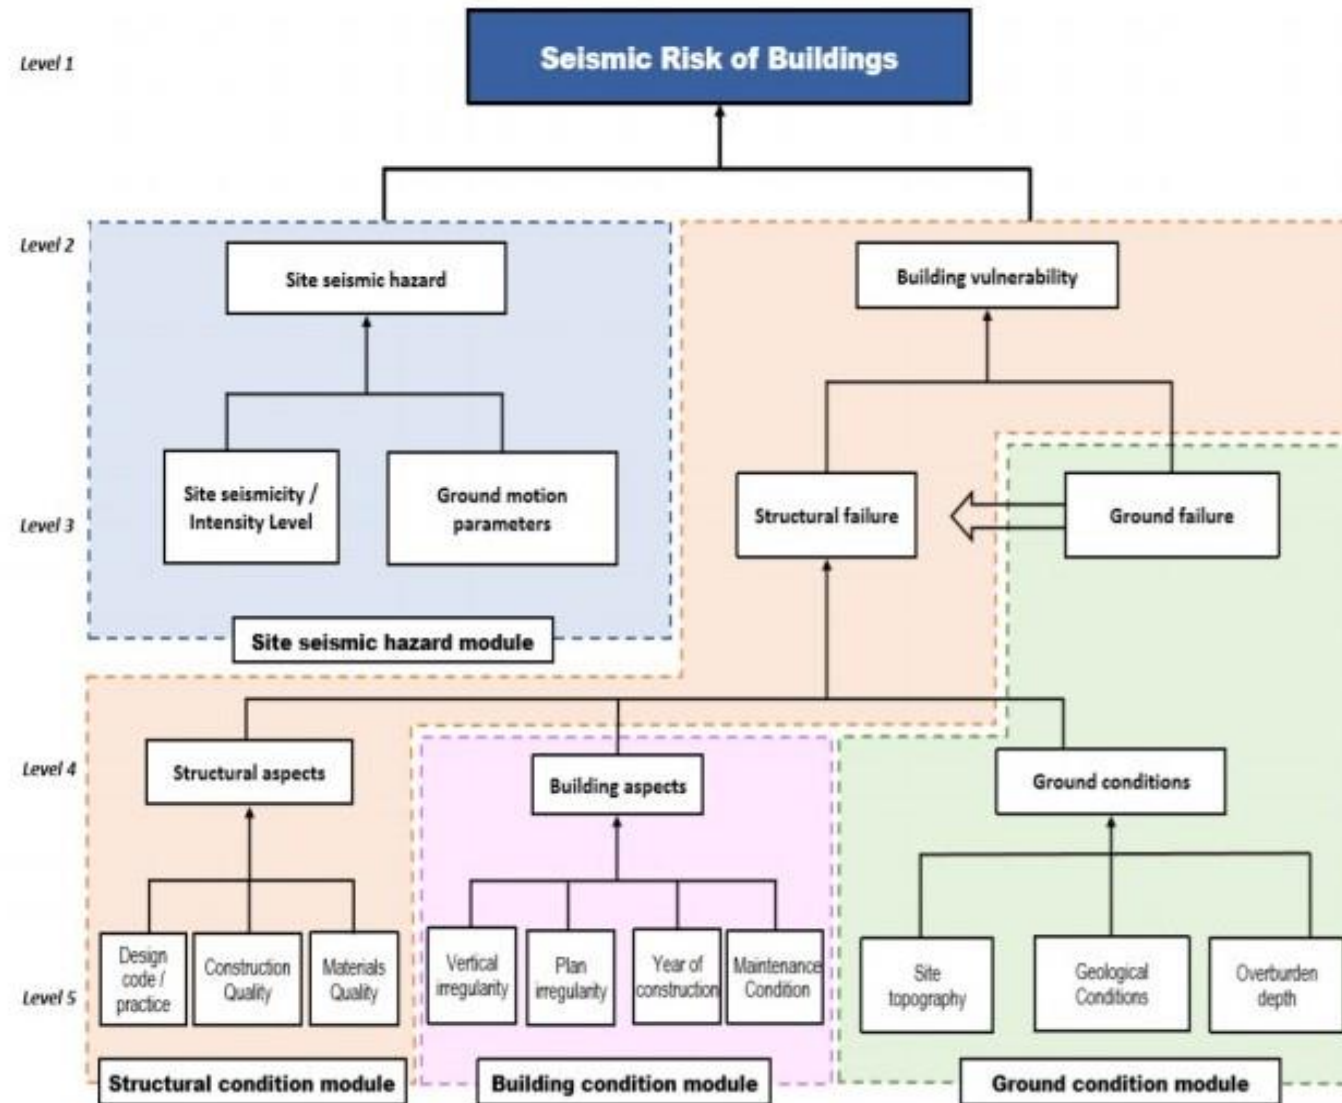 Level 1
Seismic Risk of Buildings
Level 2
Site seismic hazard
Building vulnerability
Level 3
Site seismicity /
Intensity Level
Ground motion
parameters
Structural failure
Ground failure
Site seismic hazard module
Level 4
Structural aspects
Building aspects
Ground conditions
Level 5
Design
code /
practice
Construction
Quality
Materials
Quality
Vertical
irregularity
Plan
irregularity
Year of
construction
Maintenance
Condition
Site
topography
Geological
Conditions
Overburden
depth
Structural condition module
Building condition module
Ground condition module